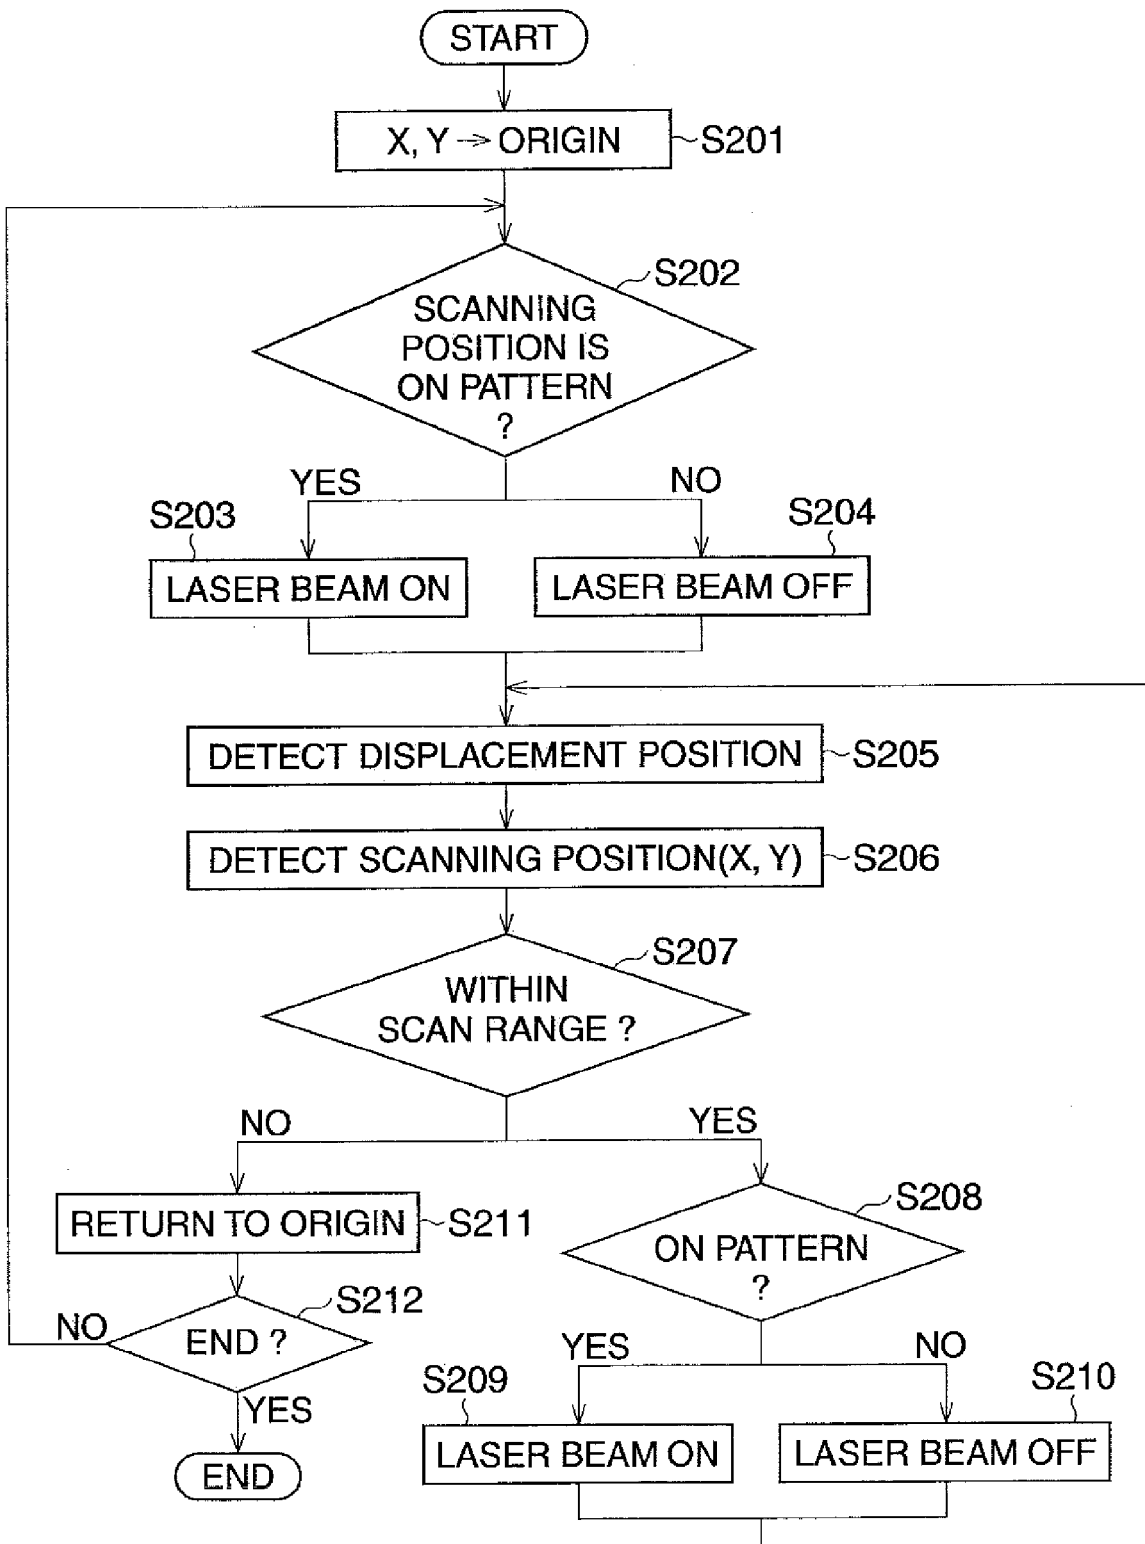 START
X, Y → ORIGIN
S201
S202
SCANNING
POSITION IS
ON PATTERN
?
YES
NO
S203
S204
LASER BEAM ON
LASER BEAM OFF
DETECT DISPLACEMENT POSITION
S205
DETECT SCANNING POSITION(X, Y)
S206
S207
WITHIN
SCAN RANGE ?
NO
YES
RETURN TO ORIGIN
S211
S208
ON PATTERN
?
S212
NO
END ?
YES
END
YES
NO
S209
S210
LASER BEAM ON
LASER BEAM OFF